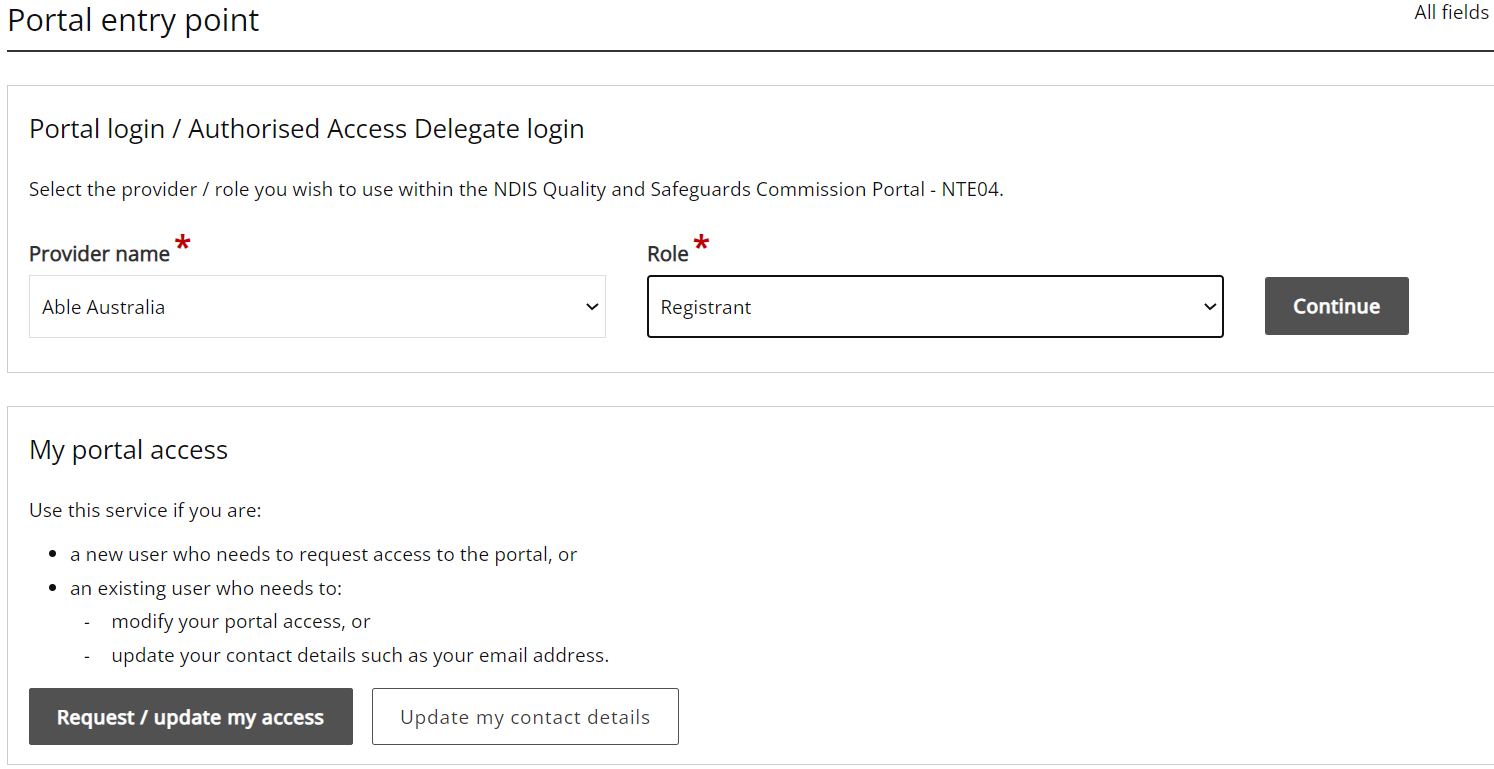 Portal entry point
All fields
Portal login / Authorised Access Delegate login
Select the provider / role you wish to use within the NDIS Quality and Safeguards Commission Portal - NTE04.
Provider name *
Role *
Able Australia
Registrant
Continue
My portal access
Use this service if you are:
• a new user who needs to request access to the portal, or
• an existing user who needs to:
- modify your portal access, or
- update your contact details such as your email address.
Request / update my access
Update my contact details